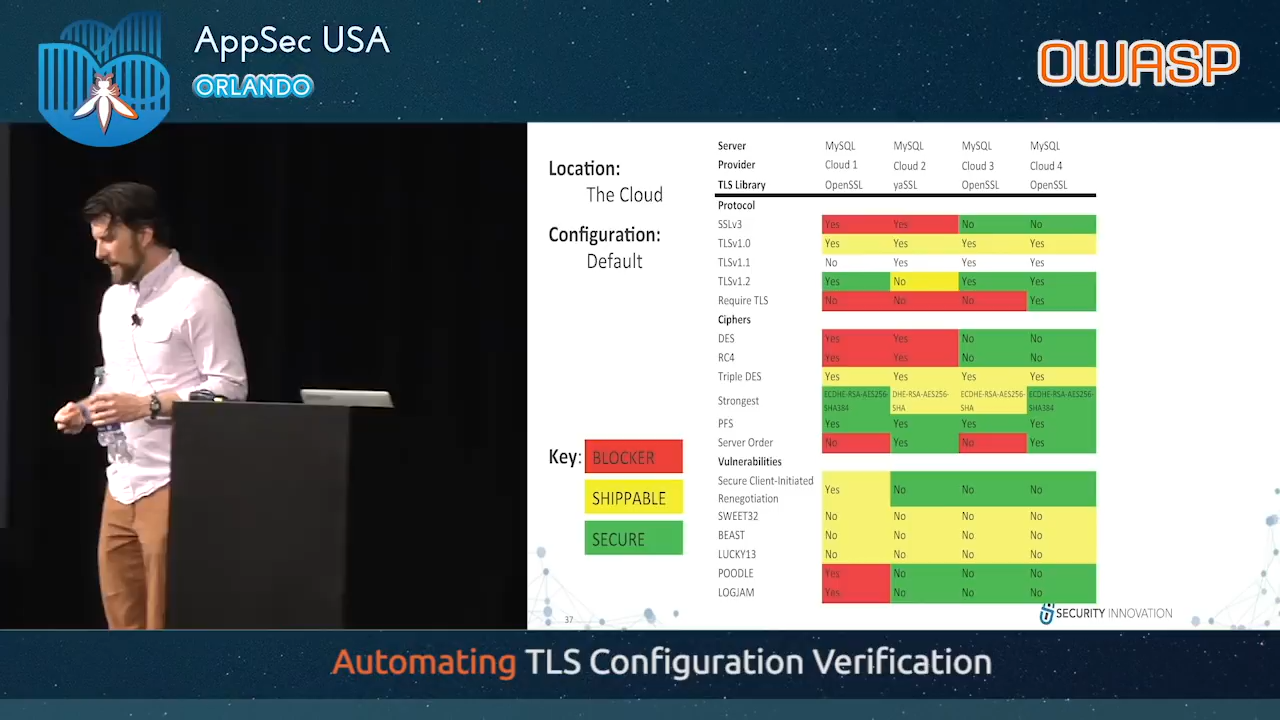 AppSec USA
ORLANDO
OWASP
Location:
The Cloud
Configuration:
Default
Key:
BLOCKER
SHIPPABLE
SECURE
Server MySQL MySQL MySQL MySQL
Provider Cloud 1 Cloud 2 Cloud 3 Cloud 4
TLS Library OpenSSL yaSSL OpenSSL OpenSSL
Protocol
SSLv3 Yes Yes No No
TLSv1.0 Yes Yes Yes Yes
TLSv1.1 No Yes Yes Yes
TLSv1.2 Yes No Yes Yes
Require TLS No No No Yes
Ciphers
DES Yes Yes No No
RC4 Yes Yes No No
Triple DES Yes Yes Yes Yes
Strongest ECDHE-RSA-AES256-SHA384 DHE-RSA-AES256-SHA ECDHE-RSA-AES256-SHA ECDHE-RSA-AES256-SHA384
PFS Yes Yes Yes Yes
Server Order No Yes No Yes
Vulnerabilities
Secure Client-Initiated Renegotiation Yes No No No
SWEET32 No No No No
BEAST No No No No
LUCKY13 No No No No
POODLE Yes No No No
LOGJAM Yes No No No
37
SECURITY INNOVATION
Automating TLS Configuration Verification